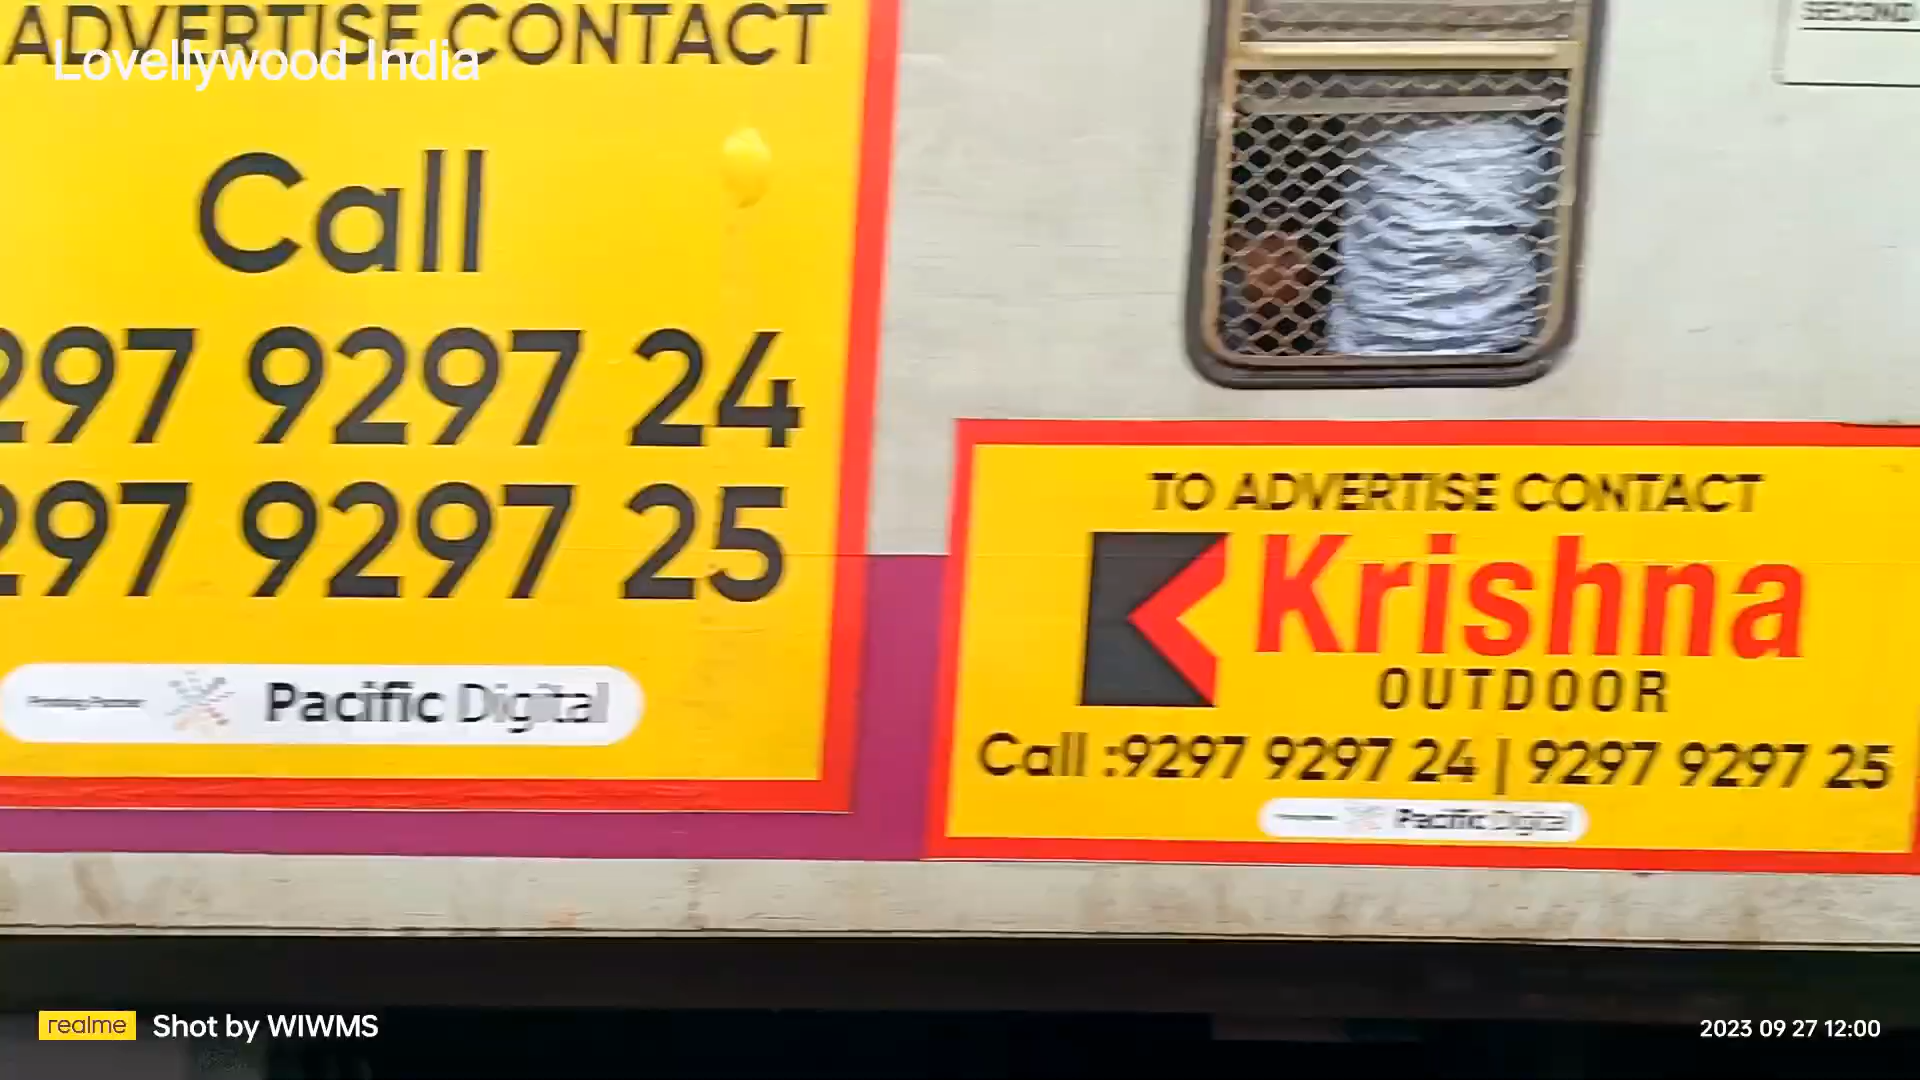 ADVERTISE CONTACT
Lovellywood India
Call
297 9297 24
297 9297 25
Pacific Digital
SECOND
TO ADVERTISE CONTACT
Krishna
OUTDOOR
Call :9297 9297 24 | 9297 9297 25
Pacific Digital
realme Shot by WIWMS
2023 09 27 12:00